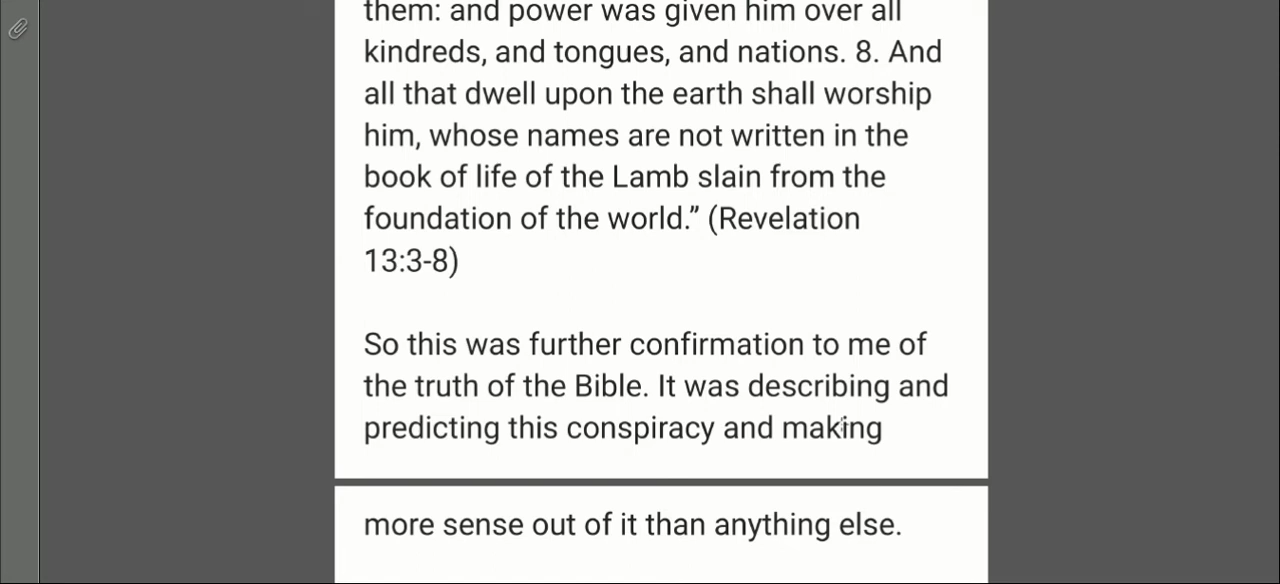 them: and power was given him over all
kindreds, and tongues, and nations. 8. And
all that dwell upon the earth shall worship
him, whose names are not written in the
book of life of the Lamb slain from the
foundation of the world.” (Revelation
13:3-8)
So this was further confirmation to me of
the truth of the Bible. It was describing and
predicting this conspiracy and making
more sense out of it than anything else.